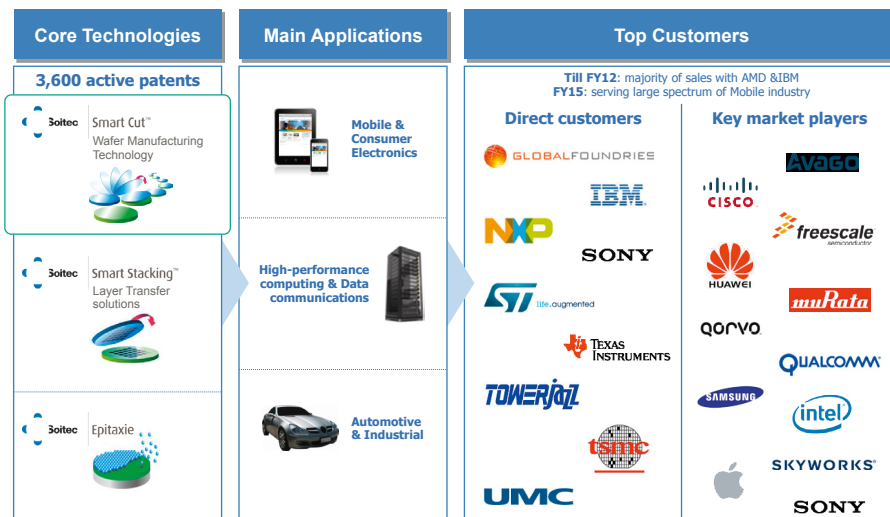 Core Technologies
Main Applications
Top Customers
3,600 active patents
Soitec
Smart Cut™
Wafer Manufacturing
Technology
Soitec
Smart Stacking™
Layer Transfer
solutions
Soitec
Epitaxie
Mobile &
Consumer
Electronics
High-performance
computing & Data
communications
Automotive
& Industrial
Till FY12: majority of sales with AMD &IBM
FY15: serving large spectrum of Mobile industry
Direct customers
GLOBALFOUNDRIES
IBM®
NXP
SONY
ST
life.augmented
TEXAS
INSTRUMENTS
TOWERJAZZ
tsmc
UMC
Key market players
AVAGO
CISCO
freescale
semiconductor
HUAWEI
muRata
QORVO
QUALCOMM®
SAMSUNG
intel®
SKYWORKS®
SONY